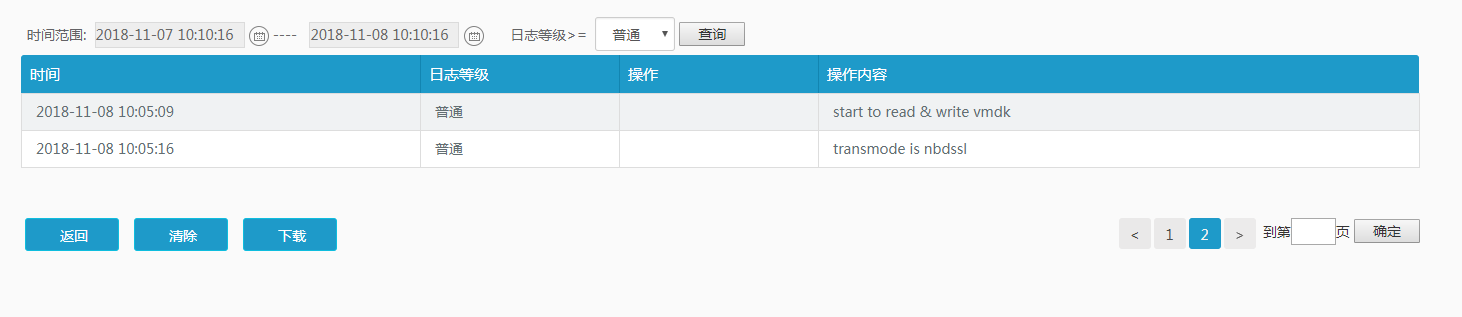 时间范围: 2018-11-07 10:10:16 ---- 2018-11-08 10:10:16 日志等级>= 普通 查询
时间 日志等级 操作 操作内容
2018-11-08 10:05:09 普通 start to read & write vmdk
2018-11-08 10:05:16 普通 transmode is nbdssl
返回 清除 下载 < 1 2 > 到第 页 确定